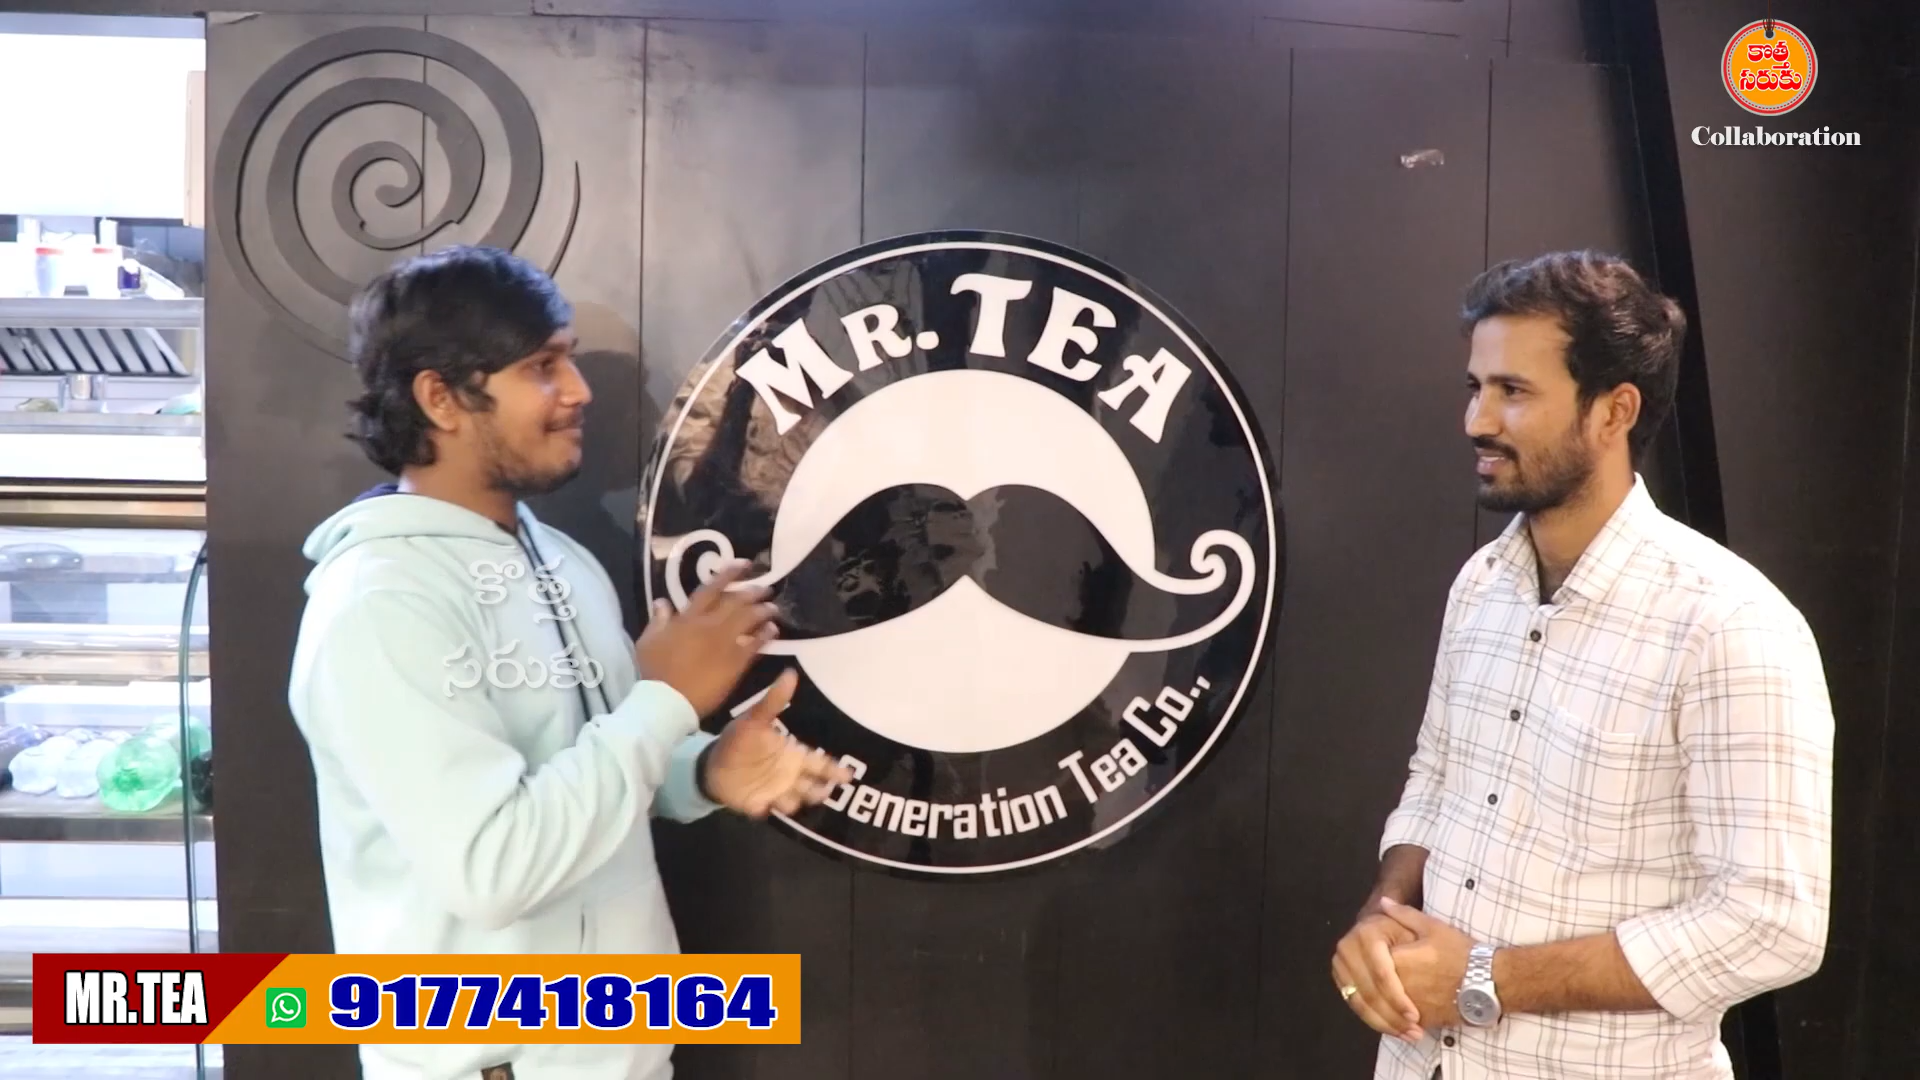 కొత్త
సరుకు
Collaboration
MR. TEA
Generation Tea Co.,
కొత్త
సరుకు
MR.TEA
9177418164